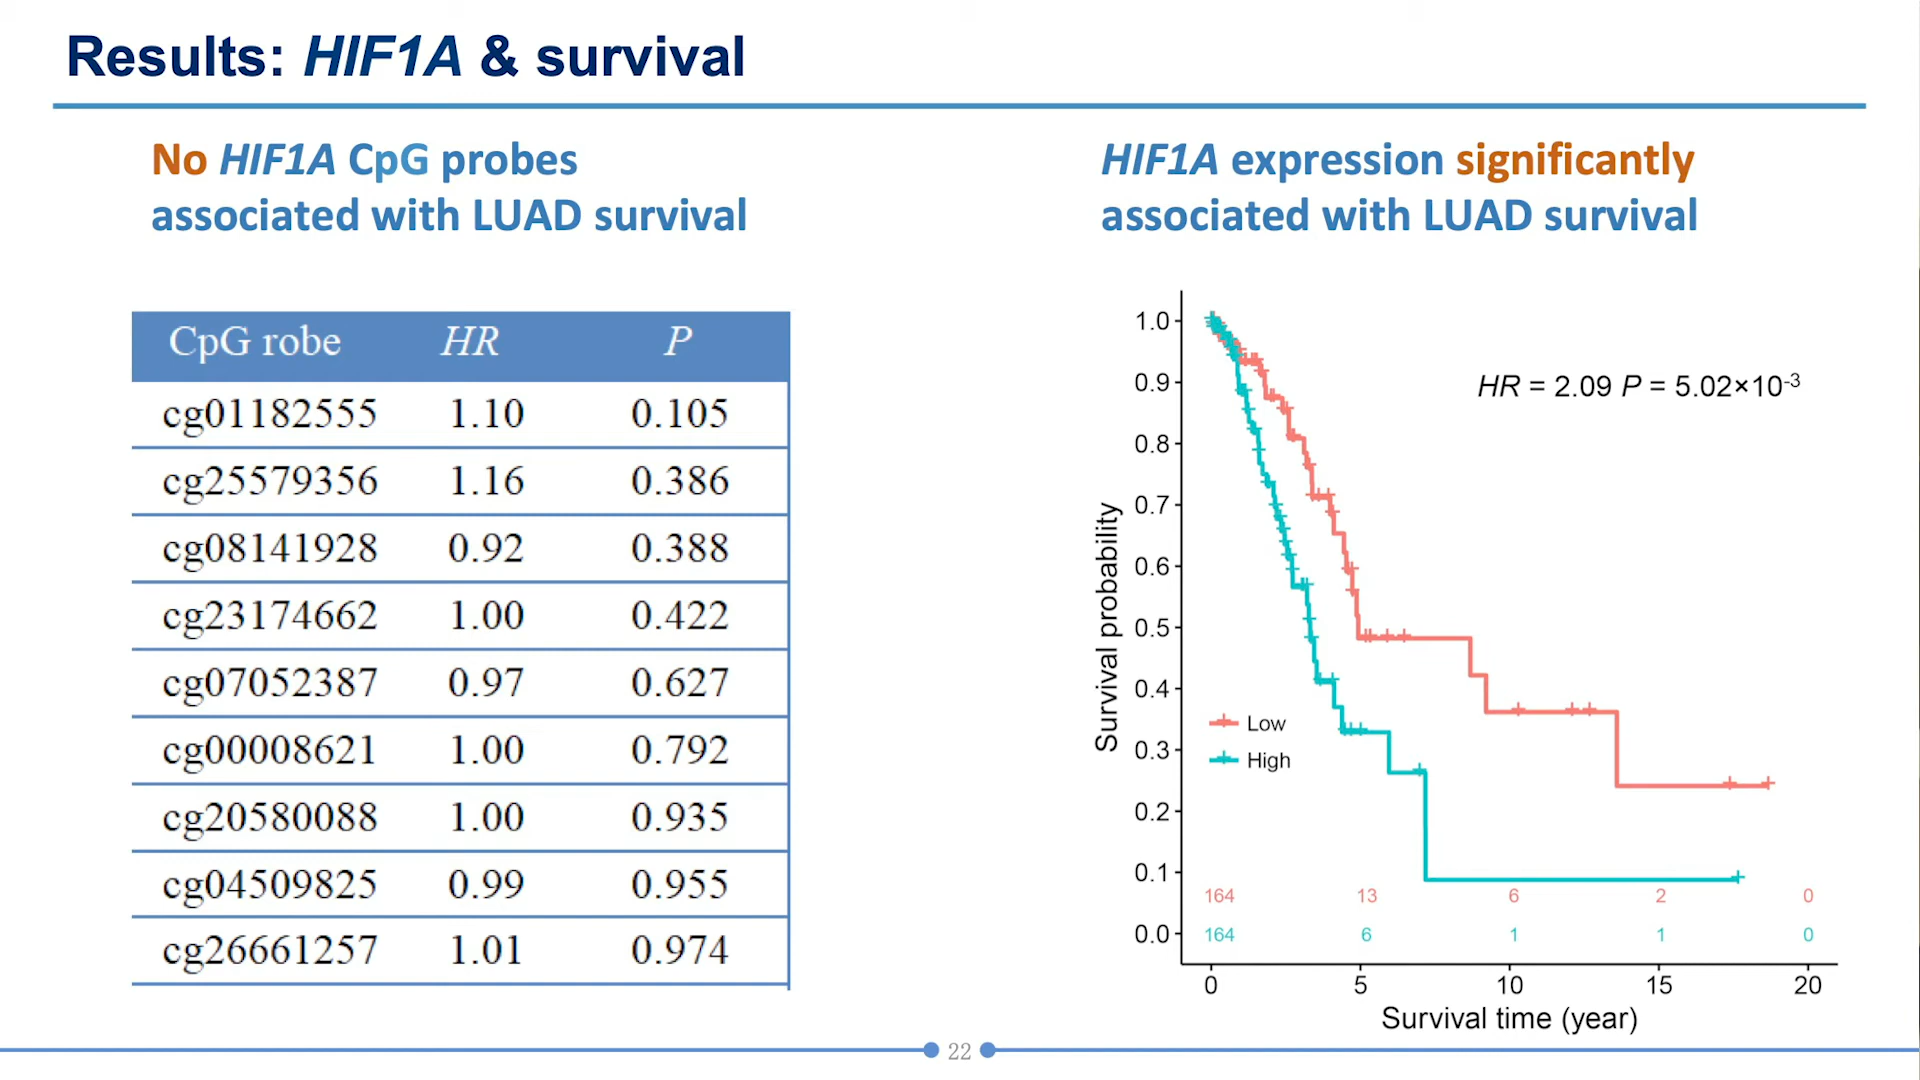 Results: HIF1A & survival
No HIF1A CpG probes
associated with LUAD survival
CpG robe HR P
cg01182555 1.10 0.105
cg25579356 1.16 0.386
cg08141928 0.92 0.388
cg23174662 1.00 0.422
cg07052387 0.97 0.627
cg00008621 1.00 0.792
cg20580088 1.00 0.935
cg04509825 0.99 0.955
cg26661257 1.01 0.974
HIF1A expression significantly
associated with LUAD survival
HR = 2.09 P = 5.02×10⁻³
Survival probability
1.0
0.9
0.8
0.7
0.6
0.5
0.4
0.3
0.2
0.1
0.0
Low
High
164 13 6 2 0
164 6 1 1 0
0 5 10 15 20
Survival time (year)
22